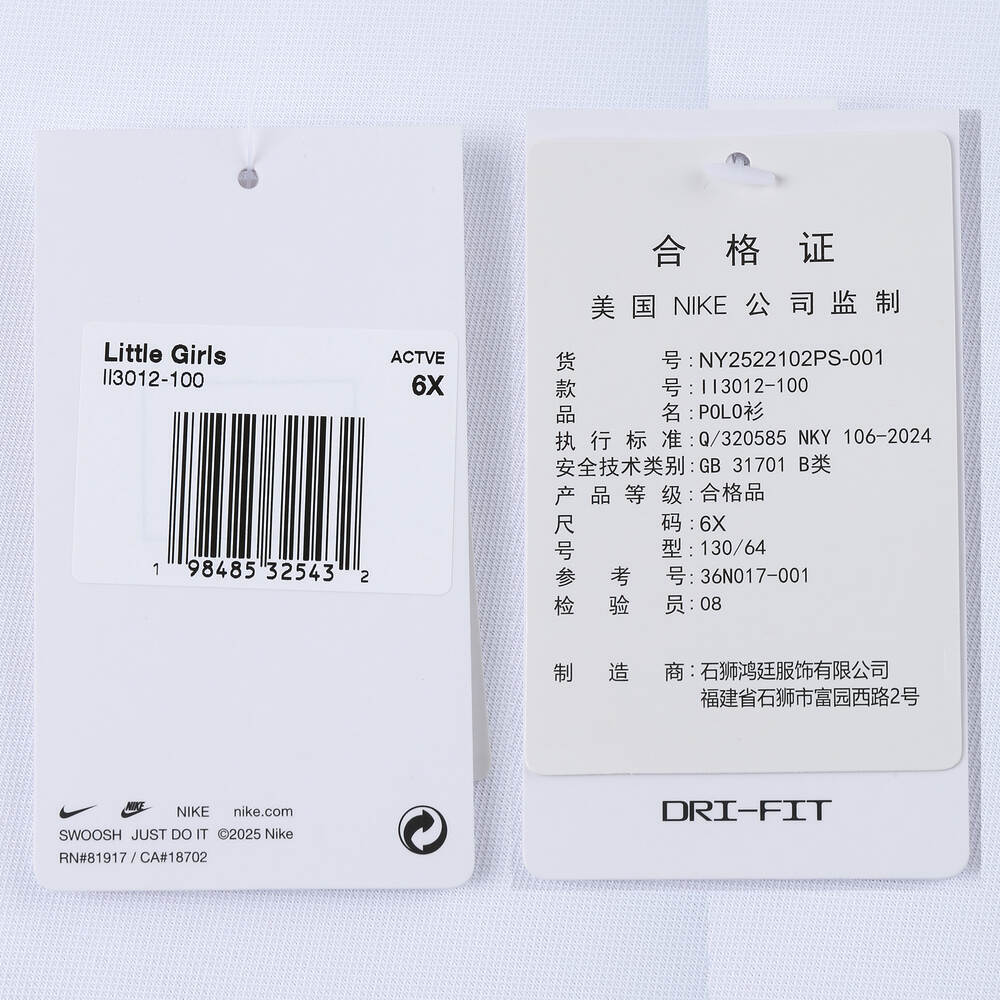 Little Girls
II3012-100
ACTVE
6X
1 98485 32543 2
NIKE
NIKE nike.com
SWOOSH JUST DO IT ©2025 Nike
RN#81917 / CA#18702
合格证
美国 NIKE 公司监制
货号:NY2522102PS-001
款号:II3012-100
品名:POLO衫
执行标准:Q/320585 NKY 106-2024
安全技术类别:GB 31701 B类
产品等级:合格品
尺码:6X
号型:130/64
参考号:36N017-001
检验员:08
制造商:石狮鸿廷服饰有限公司
福建省石狮市富园西路2号
DRI-FIT